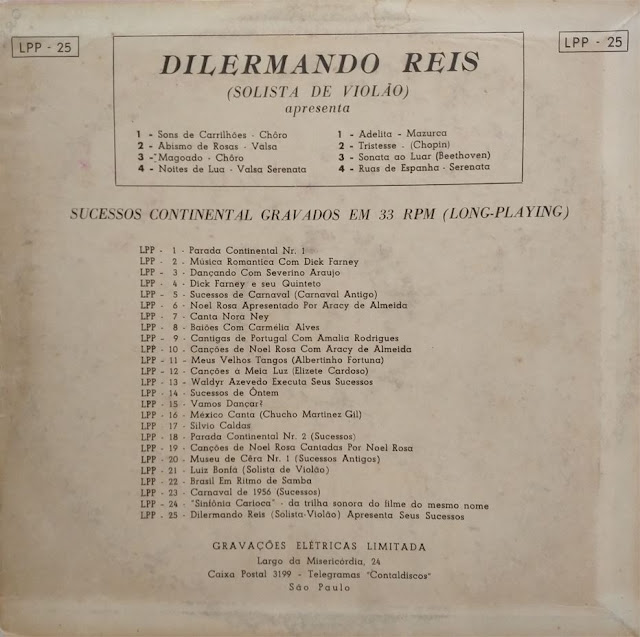 LPP - 25
LPP - 25
DILERMANDO REIS
(SOLISTA DE VIOLÃO)
apresenta
1 - Sons de Carrilhões - Chôro
2 - Abismo de Rosas - Valsa
3 - Magoado - Chôro
4 - Noites de Lua - Valsa Serenata
1 - Adelita - Mazurca
2 - Tristesse - (Chopin)
3 - Sonata ao Luar (Beethoven)
4 - Ruas de Espanha - Serenata
SUCESSOS CONTINENTAL GRAVADOS EM 33 RPM (LONG-PLAYING)
LPP - 1 - Parada Continental Nr. 1
LPP - 2 - Música Romantica Com Dick Farney
LPP - 3 - Dançando Com Severino Araujo
LPP - 4 - Dick Farney e seu Quinteto
LPP - 5 - Sucessos de Carnaval (Carnaval Antigo)
LPP - 6 - Noel Rosa Apresentado Por Aracy de Almeida
LPP - 7 - Canta Nora Ney
LPP - 8 - Baiões Com Carmélia Alves
LPP - 9 - Cantigas de Portugal Com Amalia Rodrigues
LPP - 10 - Canções de Noel Rosa Com Aracy de Almeida
LPP - 11 - Meus Velhos Tangos (Albertinho Fortuna)
LPP - 12 - Canções á Meia Luz (Elizete Cardoso)
LPP - 13 - Waldyr Azevedo Executa Seus Sucessos
LPP - 14 - Sucessos de Ôntem
LPP - 15 - Vamos Dançar?
LPP - 16 - México Canta (Chucho Martinez Gil)
LPP - 17 - Silvio Caldas
LPP - 18 - Parada Continental Nr. 2 (Sucessos)
LPP - 19 - Canções de Noel Rosa Cantadas Por Noel Rosa
LPP - 20 - Museu de Cêra Nr. 1 (Sucessos Antigos)
LPP - 21 - Luiz Bonfá (Solista de Violão)
LPP - 22 - Brasil Em Ritmo de Samba
LPP - 23 - Carnaval de 1956 (Sucessos)
LPP - 24 - "Sinfônia Carioca" - da trilha sonora do filme do mesmo nome
LPP - 25 - Dilermando Reis (Solista-Violão) Apresenta Seus Sucessos
GRAVAÇÕES ELÉTRICAS LIMITADA
Largo da Misericórdia, 24
Caixa Postal 3199 - Telegramas "Contaldiscos"
São Paulo